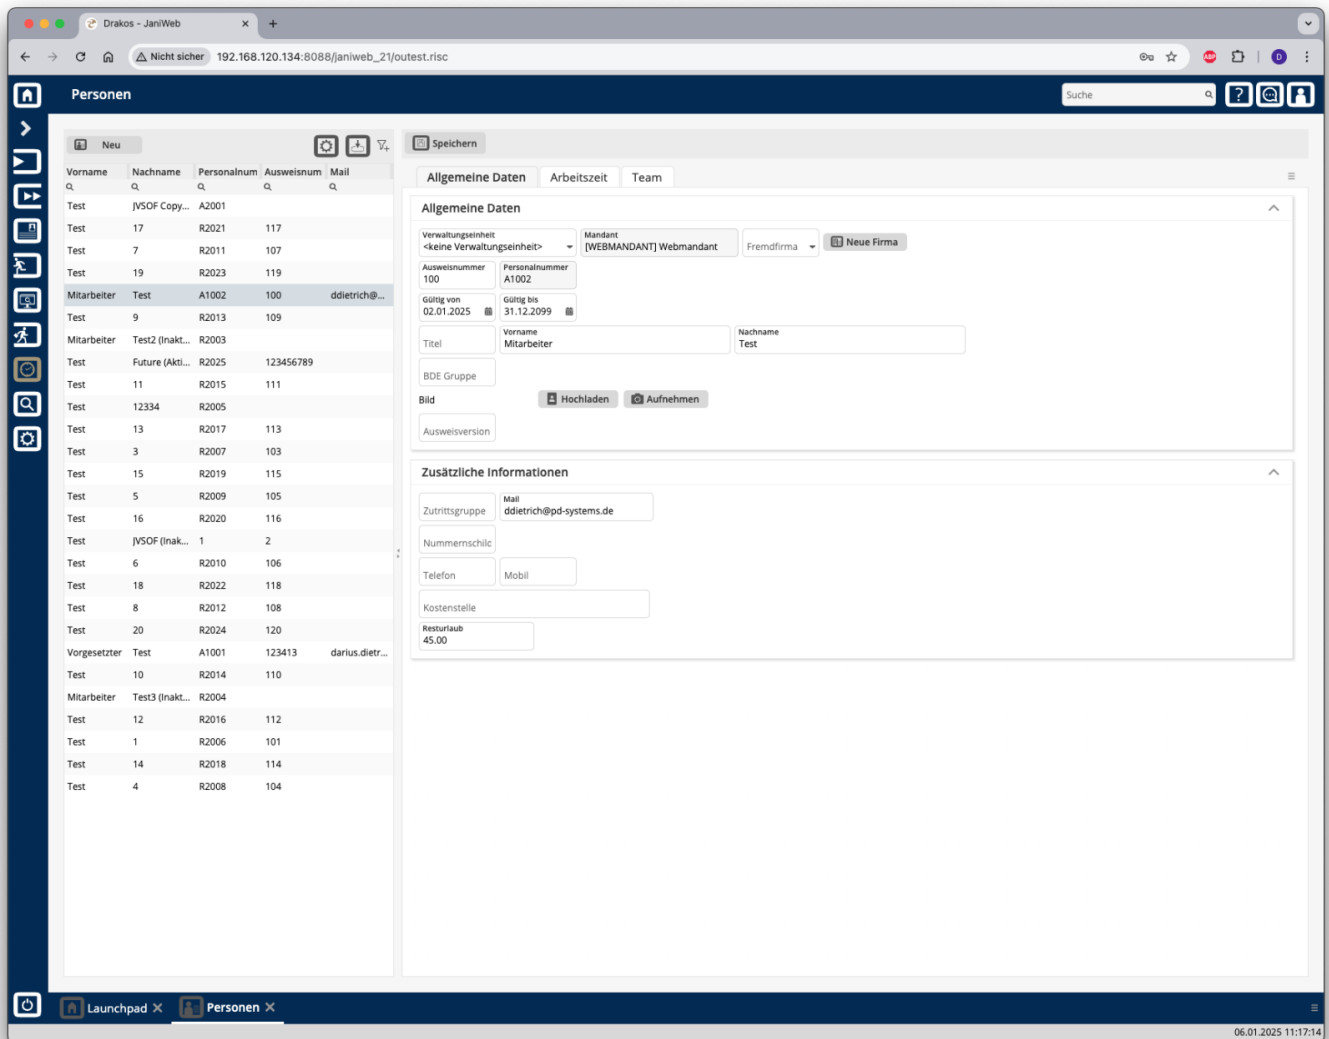 Drakos - JaniWeb
Nicht sicher 192.168.120.134:8088/janiweb_21/outest.risc
ABP
D
Personen
Suche
Neu
Speichern
Vorname Nachname Personalnum Ausweisnum Mail
Test JVSOF Copy... A2001
Test 17 R2021 117
Test 7 R2011 107
Test 19 R2023 119
Mitarbeiter Test A1002 100 ddietrich@...
Test 9 R2013 109
Mitarbeiter Test2 (Inakt... R2003
Test Future (Akti... R2025 123456789
Test 11 R2015 111
Test 12334 R2005
Test 13 R2017 113
Test 3 R2007 103
Test 15 R2019 115
Test 5 R2009 105
Test 16 R2020 116
Test JVSOF (Inak... 1 2
Test 6 R2010 106
Test 18 R2022 118
Test 8 R2012 108
Test 20 R2024 120
Vorgesetzter Test A1001 123413 darius.dietr...
Test 10 R2014 110
Mitarbeiter Test3 (Inakt... R2004
Test 12 R2016 112
Test 1 R2006 101
Test 14 R2018 114
Test 4 R2008 104
Allgemeine Daten Arbeitszeit Team
Allgemeine Daten
Verwaltungseinheit Mandant
<keine Verwaltungseinheit> [WEBMANDANT] Webmandant Fremdfirma Neue Firma
Ausweisnummer Personalnummer
100 A1002
Gültig von Gültig bis
02.01.2025 31.12.2099
Vorname Nachname
Titel Mitarbeiter Test
BDE Gruppe
Bild Hochladen Aufnehmen
Ausweisversion
Zusätzliche Informationen
Mail
Zutrittsgruppe ddietrich@pd-systems.de
Nummernschild
Telefon Mobil
Kostenstelle
Resturlaub
45.00
Launchpad Personen
06.01.2025 11:17:14